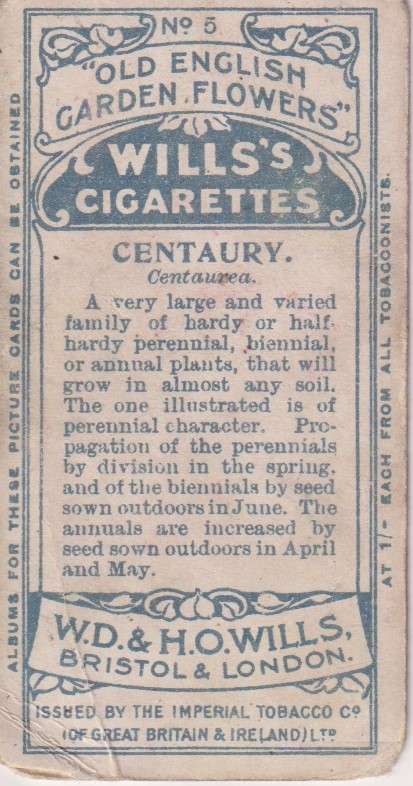 No 5
"OLD ENGLISH
GARDEN FLOWERS"
WILLS'S
CIGARETTES
CENTAURY.
Centaurea.
A very large and varied
family of hardy or half-
hardy perennial, biennial,
or annual plants, that will
grow in almost any soil.
The one illustrated is of
perennial character. Pro-
pagation of the perennials
by division in the spring.
and of the biennials by seed
sown outdoors in June. The
annuals are increased by
seed sown outdoors in April
and May.
W.D. & H.O. WILLS,
BRISTOL & LONDON.
ISSUED BY THE IMPERIAL TOBACCO Co
(OF GREAT BRITAIN & IRELAND) LTD
ALBUMS FOR THESE PICTURE CARDS CAN BE OBTAINED
AT 1/- EACH FROM ALL TOBACCONISTS.